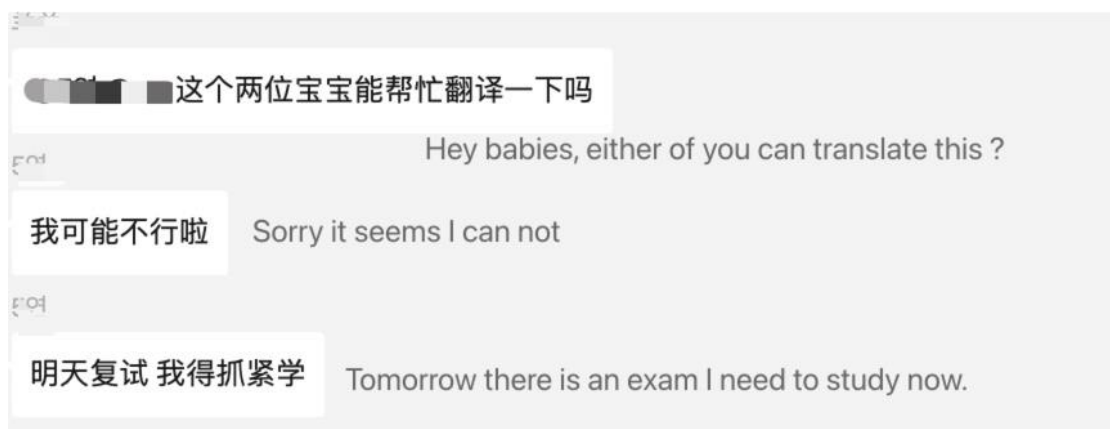 这个两位宝宝能帮忙翻译一下吗
Hey babies, either of you can translate this ?
我可能不行啦 Sorry it seems I can not
明天复试 我得抓紧学 Tomorrow there is an exam I need to study now.